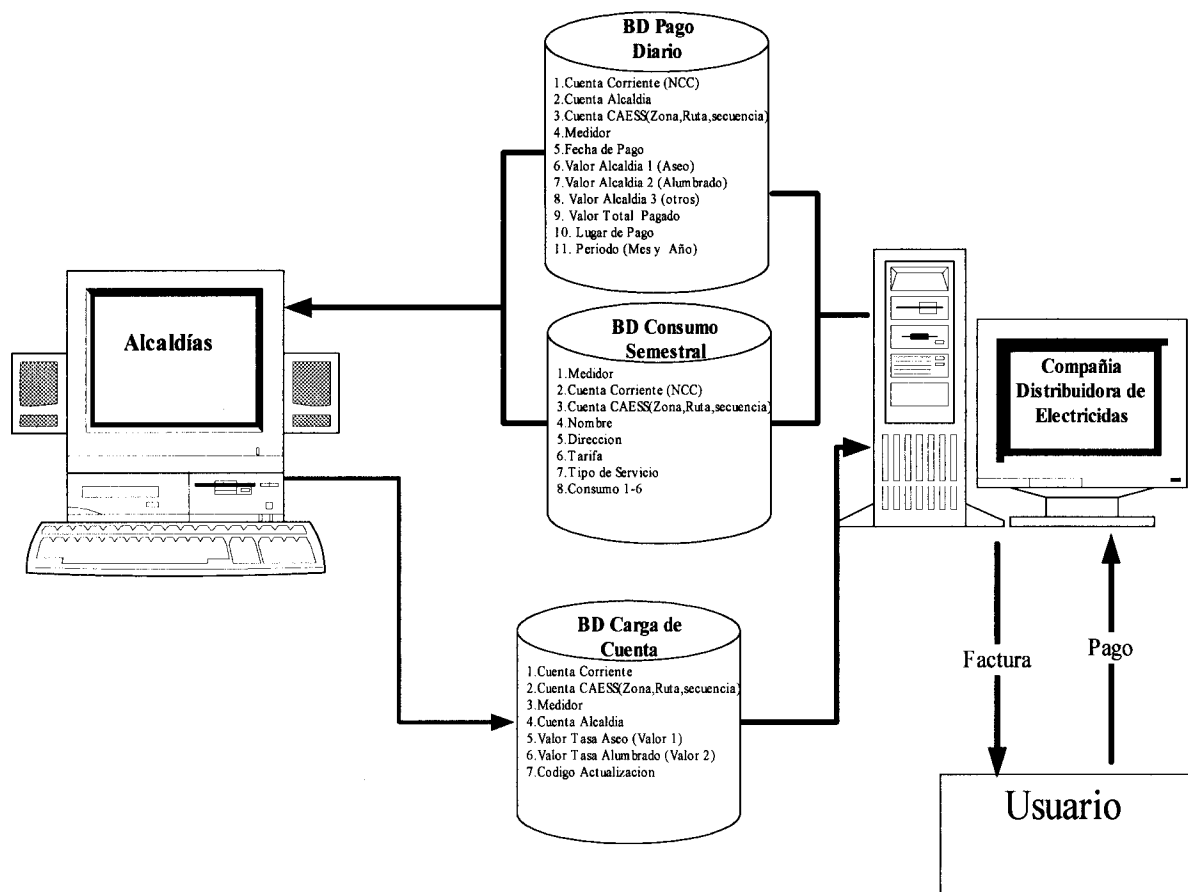 BD Pago
Diario
1.Cuenta Corriente (NCC)
2.Cuenta Alcaldia
3.Cuenta CAESS(Zona,Ruta,secuencia)
4.Medidor
5.Fecha de Pago
6.Valor Alcaldia 1 (Aseo)
7.Valor Alcaldia 2 (Alumbrado)
8. Valor Alcaldia 3 (otros)
9. Valor Total Pagado
10. Lugar de Pago
11. Periodo (Mes y Año)
Alcaldías
BD Consumo
Semestral
1.Medidor
2.Cuenta Corriente (NCC)
3.Cuenta CAESS(Zona,Ruta,secuencia)
4.Nombre
5.Direccion
6.Tarifa
7.Tipo de Servicio
8.Consumo 1-6
Compañia
Distribuidora de
Electricidas
BD Carga de
Cuenta
1.Cuenta Corriente
2.Cuenta CAESS(Zona,Ruta,secuencia)
3.Medidor
4.Cuenta Alcaldia
5.Valor Tasa Aseo (Valor 1)
6.Valor Tasa Alumbrado (Valor 2)
7.Codigo Actualizacion
Factura
Pago
Usuario